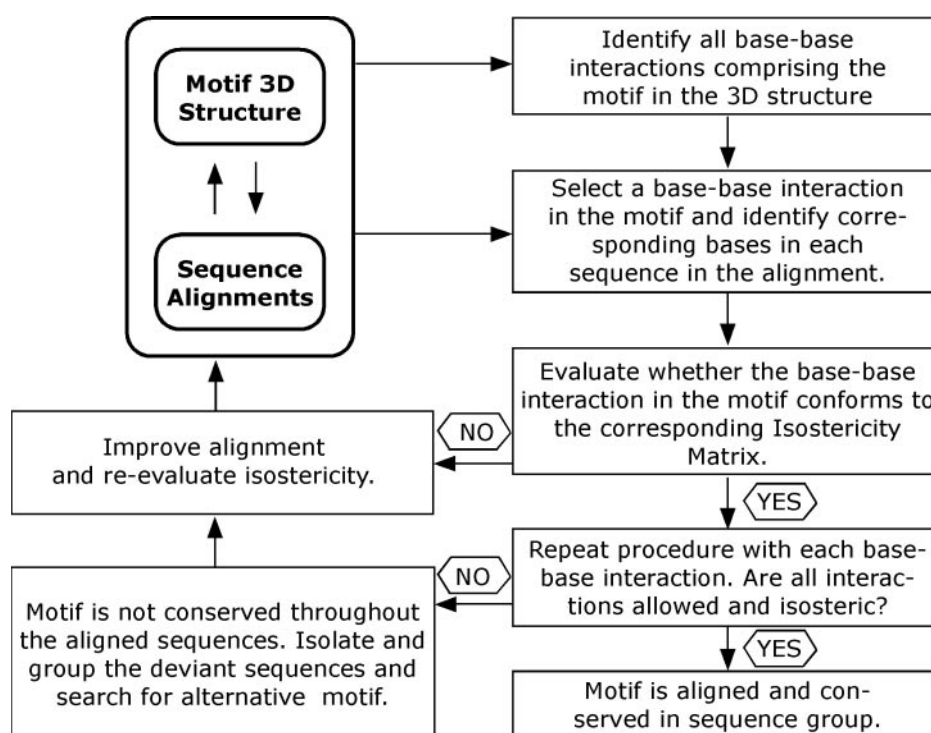 Motif 3D
Structure
Sequence
Alignments
Identify all base-base
interactions comprising the
motif in the 3D structure
Select a base-base interaction
in the motif and identify corre-
sponding bases in each
sequence in the alignment.
Evaluate whether the base-base
interaction in the motif conforms to
the corresponding Isostericity
Matrix.
NO
Improve alignment
and re-evaluate isostericity.
YES
Repeat procedure with each base-
base interaction. Are all interac-
tions allowed and isosteric?
NO
Motif is not conserved throughout
the aligned sequences. Isolate and
group the deviant sequences and
search for alternative motif.
YES
Motif is aligned and con-
served in sequence group.